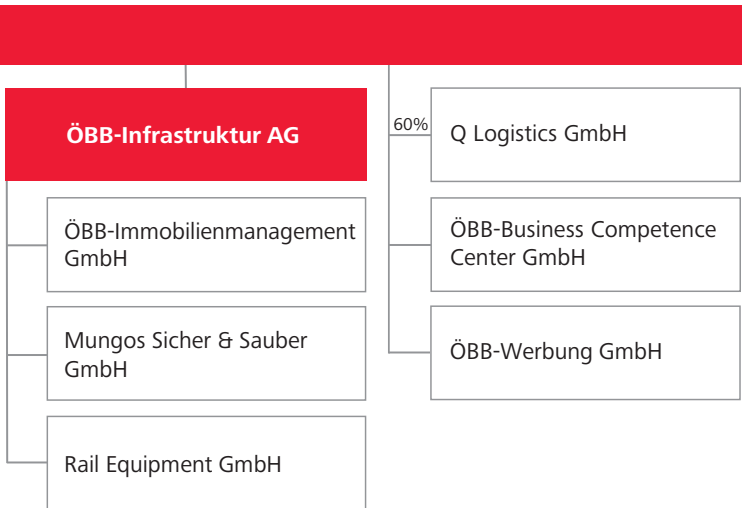 ÖBB-Infrastruktur AG
ÖBB-Immobilienmanagement
GmbH
Mungos Sicher & Sauber
GmbH
Rail Equipment GmbH
60%
Q Logistics GmbH
ÖBB-Business Competence
Center GmbH
ÖBB-Werbung GmbH